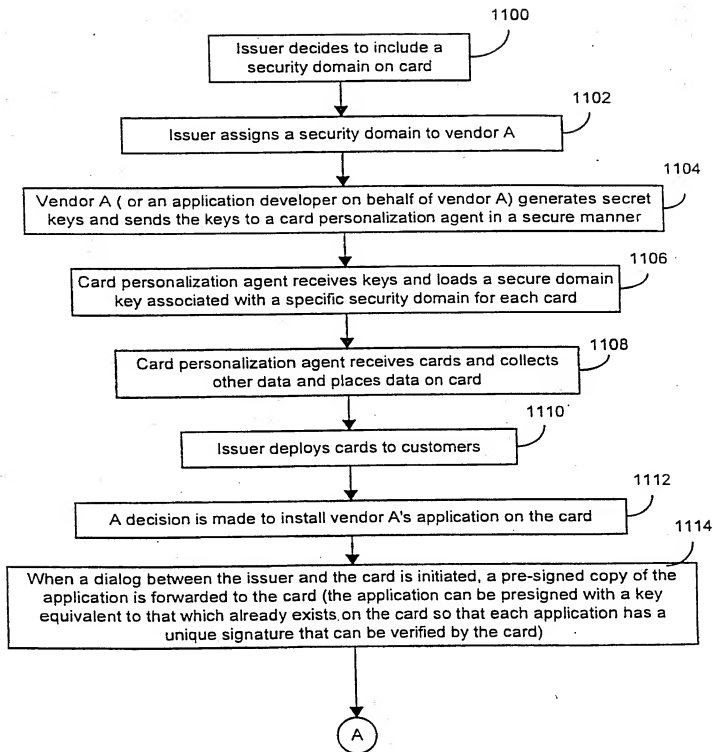 1100
Issuer decides to include a
security domain on card
1102
Issuer assigns a security domain to vendor A
1104
Vendor A ( or an application developer on behalf of vendor A) generates secret
keys and sends the keys to a card personalization agent in a secure manner
1106
Card personalization agent receives keys and loads a secure domain
key associated with a specific security domain for each card
1108
Card personalization agent receives cards and collects
other data and places data on card
1110
Issuer deploys cards to customers
1112
A decision is made to install vendor A's application on the card
1114
When a dialog between the issuer and the card is initiated, a pre-signed copy of the
application is forwarded to the card (the application can be presigned with a key
equivalent to that which already exists on the card so that each application has a
unique signature that can be verified by the card)
A